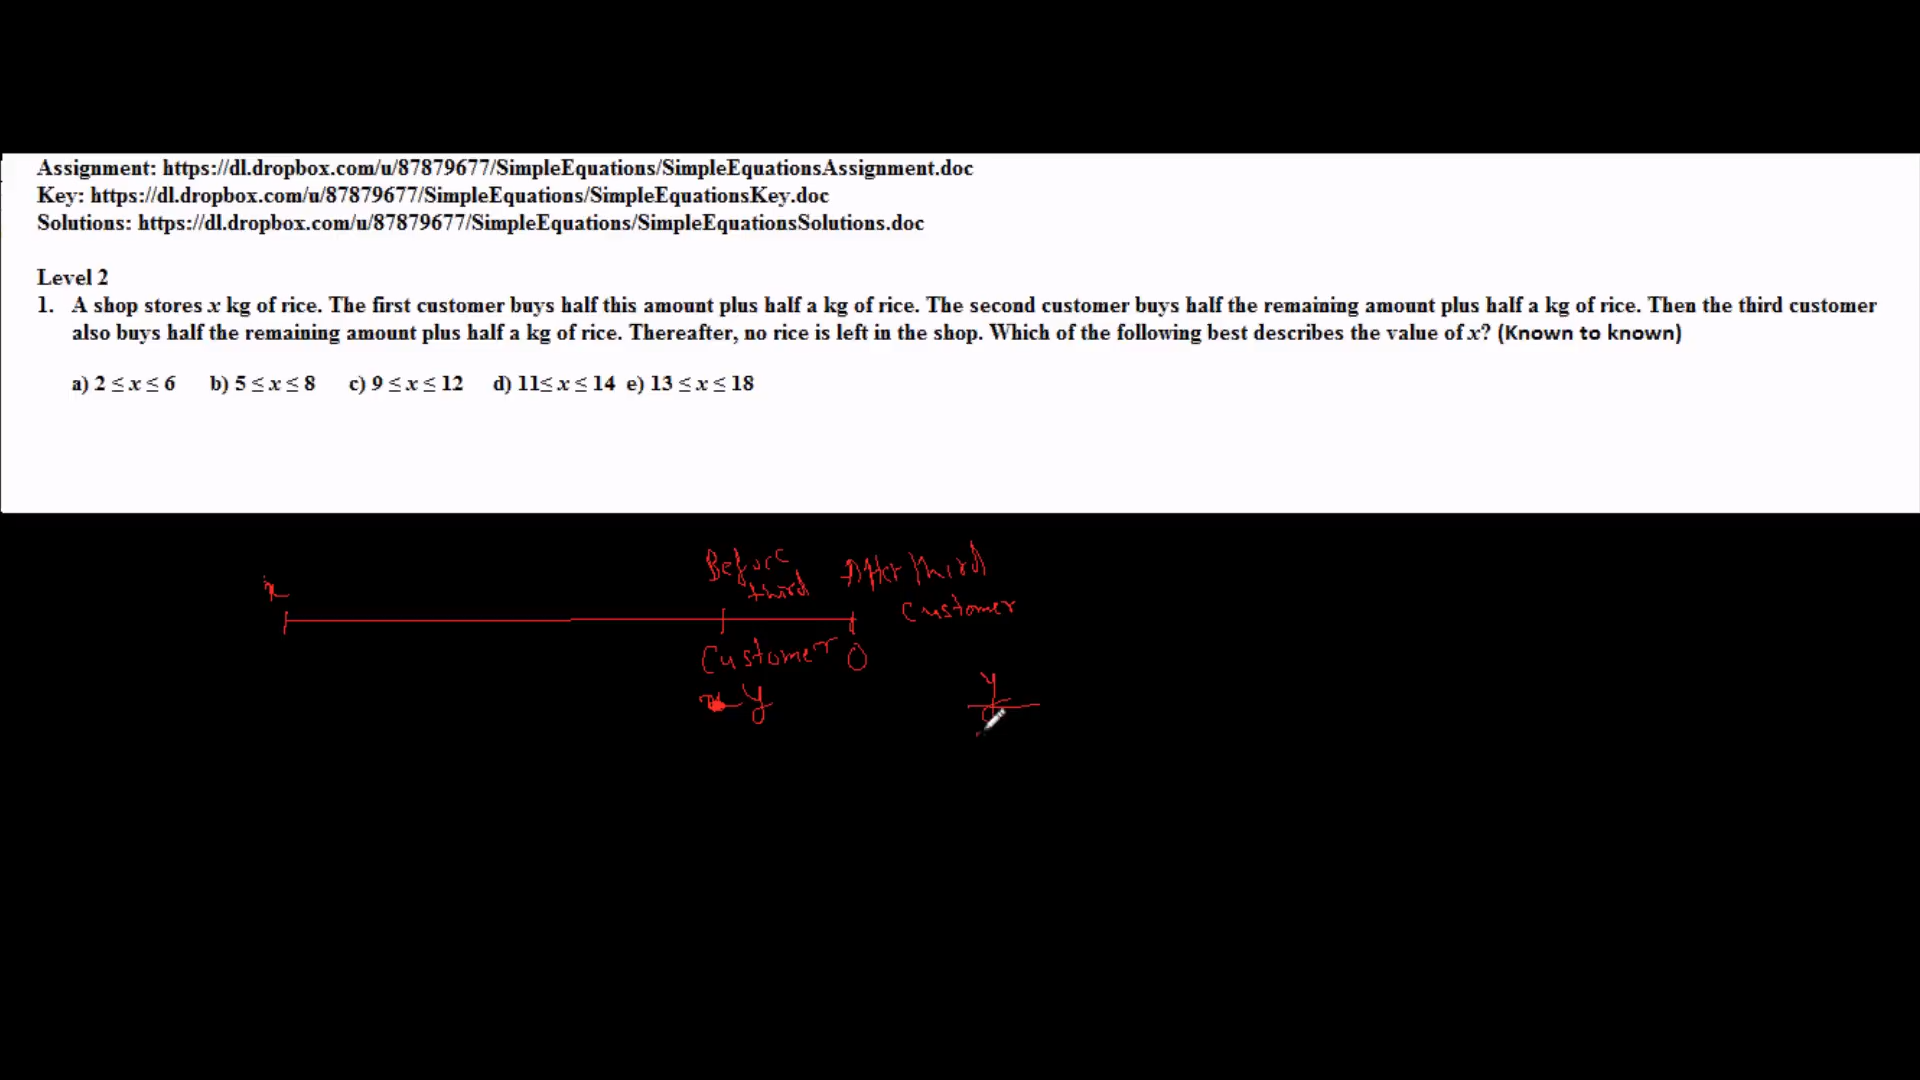 Assignment: https://dl.dropbox.com/u/87879677/SimpleEquations/SimpleEquationsAssignment.doc
Key: https://dl.dropbox.com/u/87879677/SimpleEquations/SimpleEquationsKey.doc
Solutions: https://dl.dropbox.com/u/87879677/SimpleEquations/SimpleEquationsSolutions.doc
Level 2
1. A shop stores x kg of rice. The first customer buys half this amount plus half a kg of rice. The second customer buys half the remaining amount plus half a kg of rice. Then the third customer
also buys half the remaining amount plus half a kg of rice. Thereafter, no rice is left in the shop. Which of the following best describes the value of x? (Known to known)
a) 2 ≤ x ≤ 6 b) 5 ≤ x ≤ 8 c) 9 ≤ x ≤ 12 d) 11≤ x ≤ 14 e) 13 ≤ x ≤ 18
Before After third
x third customer
Customer 0
y
y